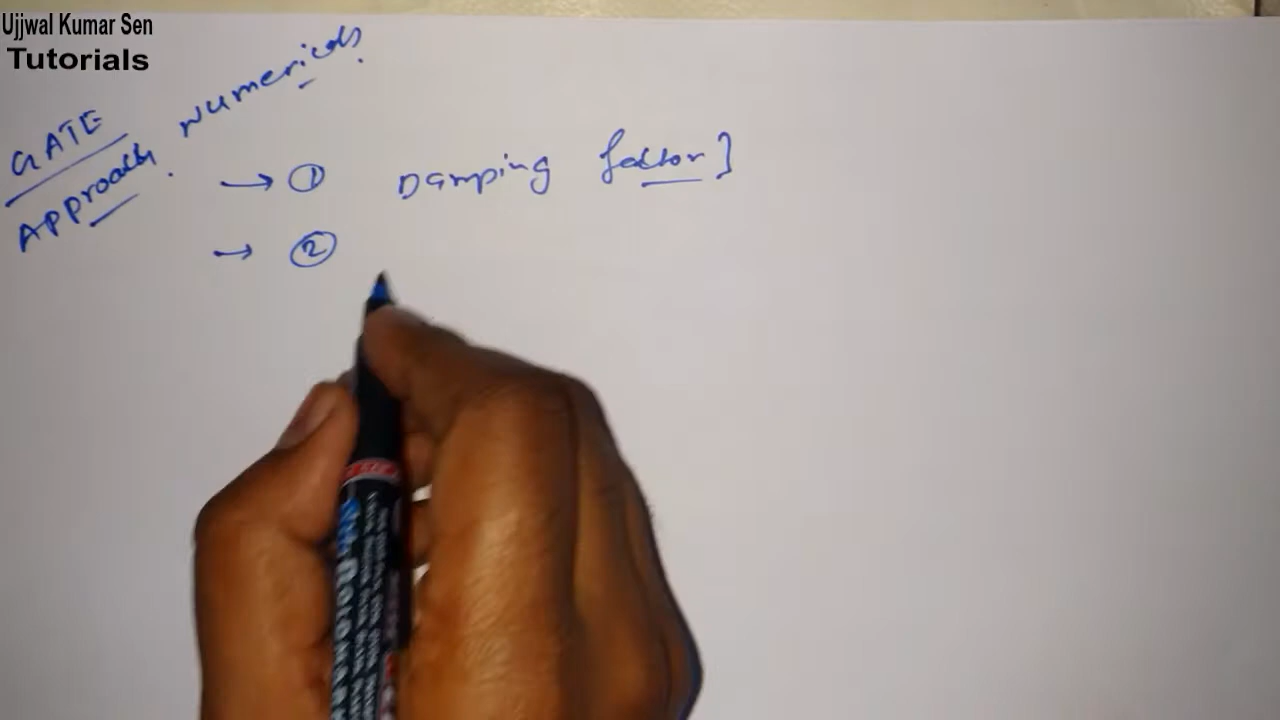 Ujjwal Kumar Sen
Tutorials
GATE
APProach Numericals.
→ ① Damping factor]
→ ②